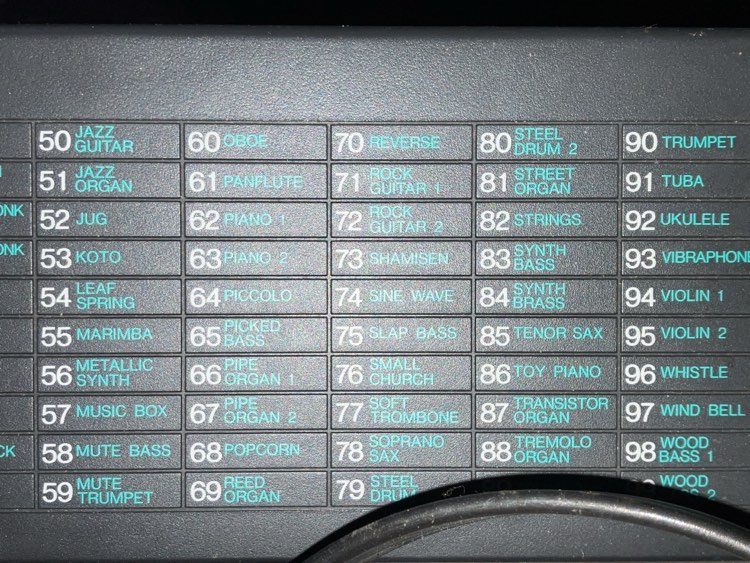 50 JAZZ GUITAR
60 OBOE
70 REVERSE
80 STEEL DRUM 2
90 TRUMPET
51 JAZZ ORGAN
61 PANFLUTE
71 ROCK GUITAR 1
81 STREET ORGAN
91 TUBA
ONK
52 JUG
62 PIANO 1
72 ROCK GUITAR 2
82 STRINGS
92 UKULELE
ONK
53 KOTO
63 PIANO 2
73 SHAMISEN
83 SYNTH BASS
93 VIBRAPHONE
54 LEAF SPRING
64 PICCOLO
74 SINE WAVE
84 SYNTH BRASS
94 VIOLIN 1
55 MARIMBA
65 PICKED BASS
75 SLAP BASS
85 TENOR SAX
95 VIOLIN 2
56 METALLIC SYNTH
66 PIPE ORGAN 1
76 SMALL CHURCH
86 TOY PIANO
96 WHISTLE
57 MUSIC BOX
67 PIPE ORGAN 2
77 SOFT TROMBONE
87 TRANSISTOR ORGAN
97 WIND BELL
CK
58 MUTE BASS
68 POPCORN
78 SOPRANO SAX
88 TREMOLO ORGAN
98 WOOD BASS 1
59 MUTE TRUMPET
69 REED ORGAN
79 STEEL DRUM
WOOD 2